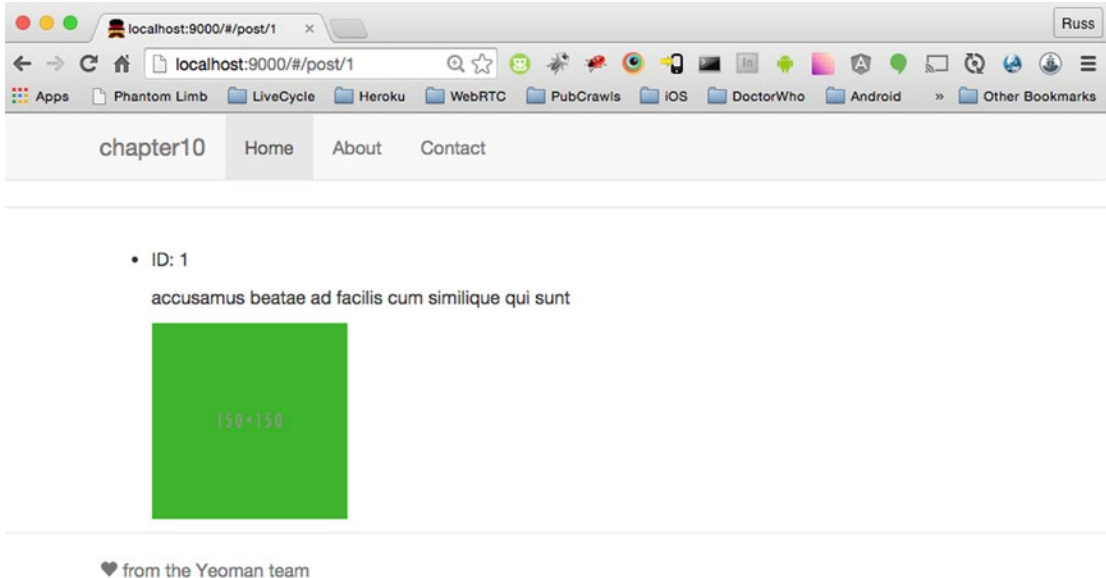 localhost:9000/#/post/1
Russ
localhost:9000/#/post/1
Apps Phantom Limb LiveCycle Heroku WebRTC PubCrawls iOS DoctorWho Android » Other Bookmarks
chapter10 Home About Contact
• ID: 1
accusamus beatae ad facilis cum similique qui sunt
150×150
♥ from the Yeoman team